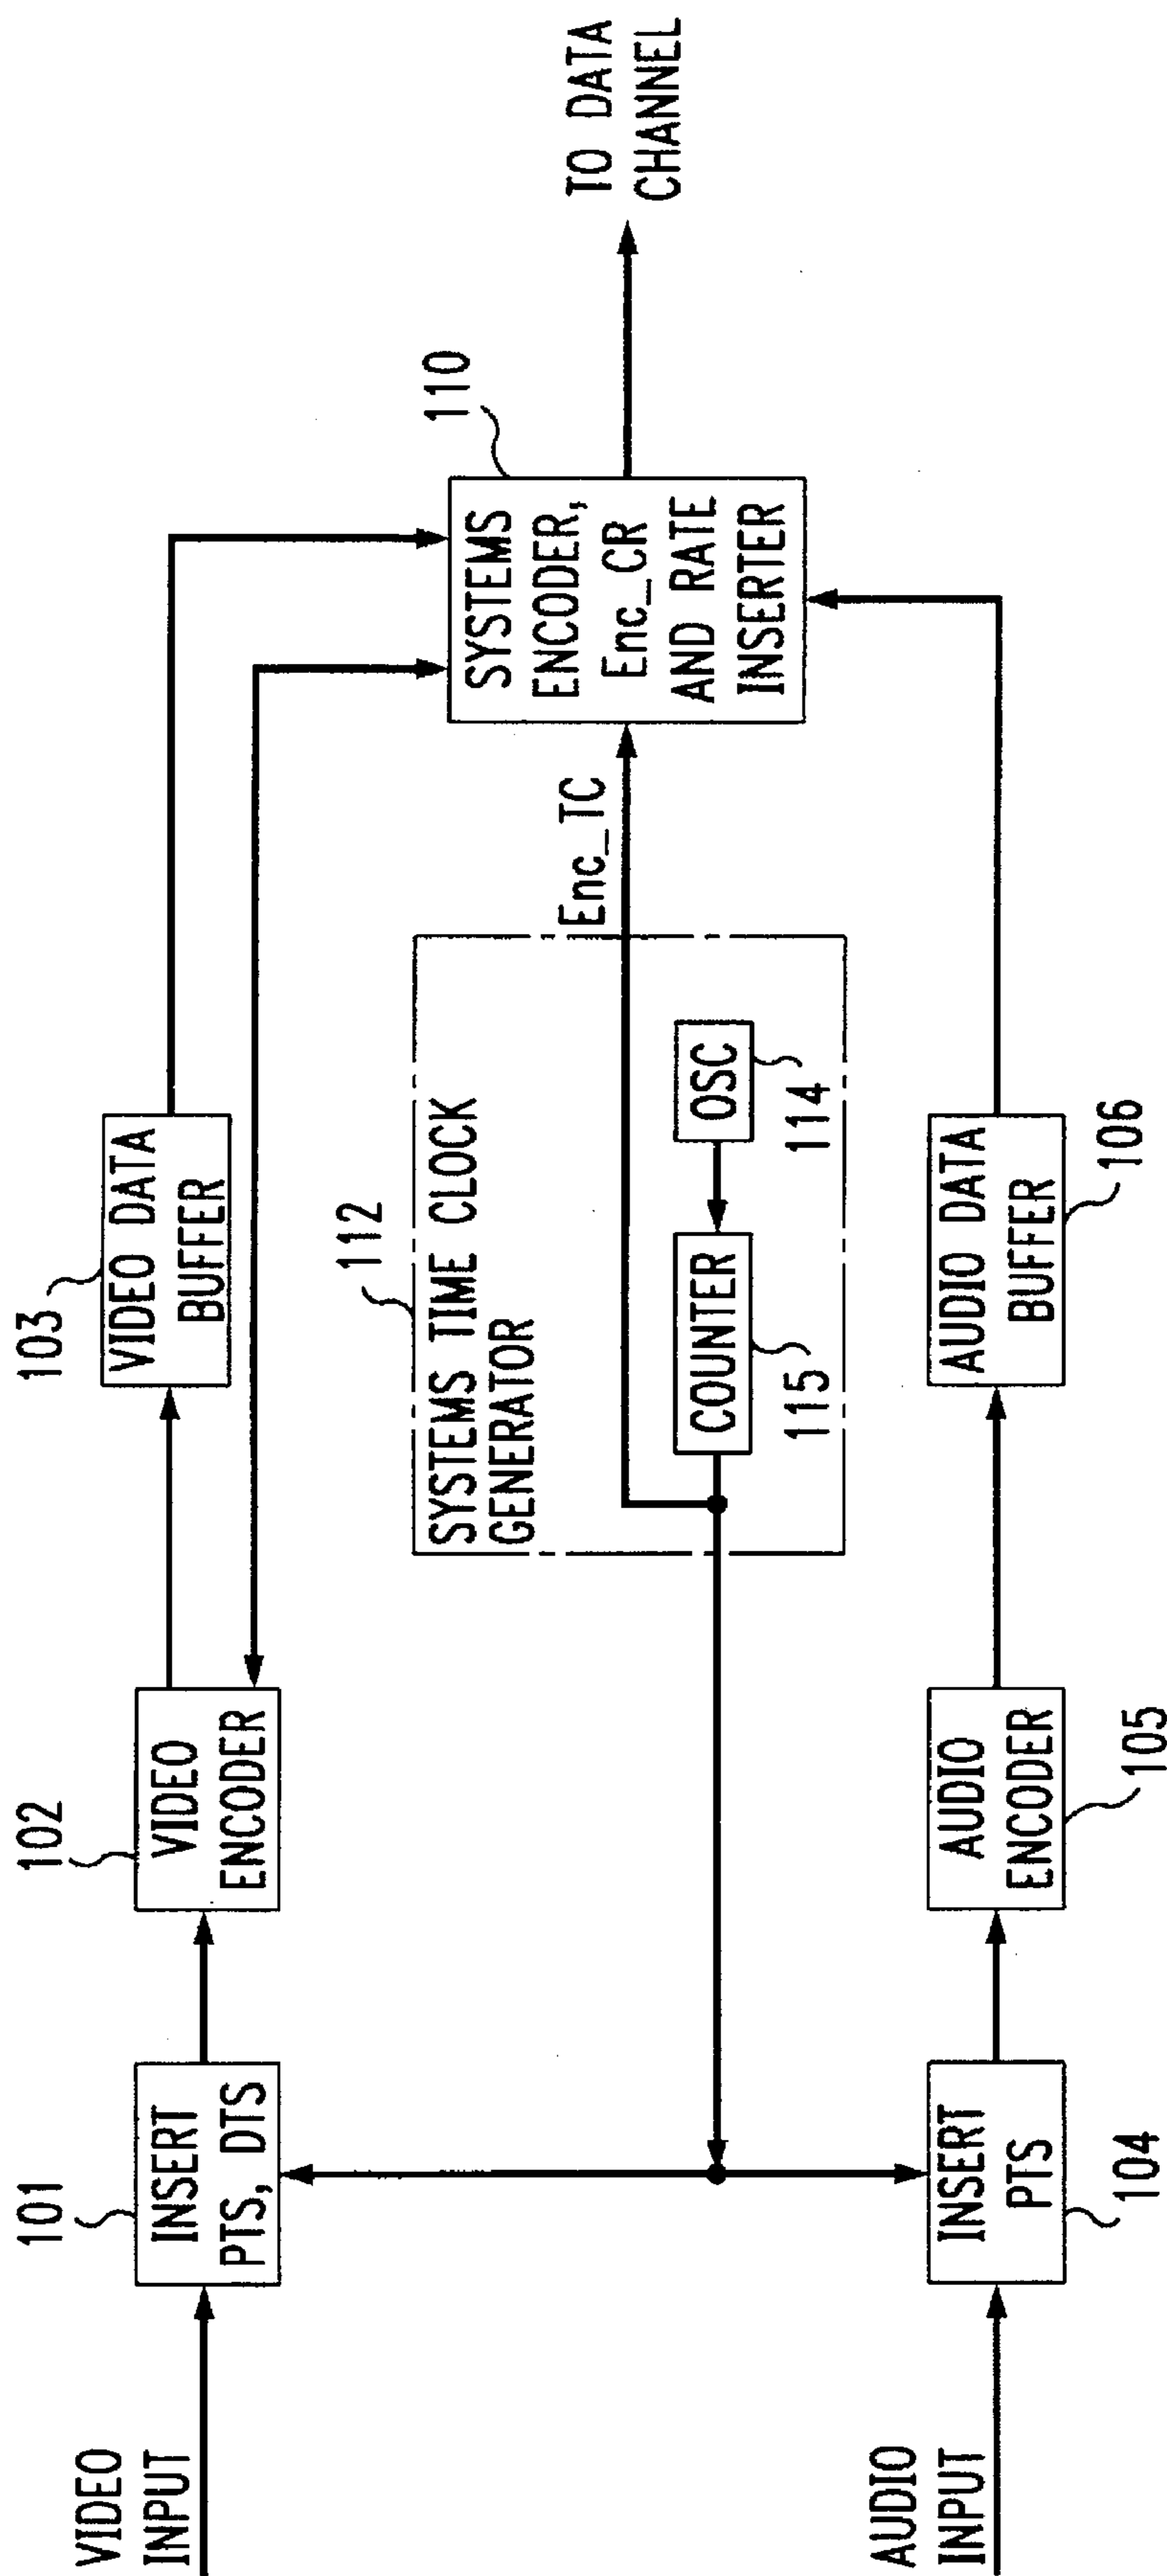 VIDEO
INPUT
101
INSERT
PTS, DTS
102
VIDEO
ENCODER
103
VIDEO DATA
BUFFER
112
SYSTEMS TIME CLOCK
GENERATOR
COUNTER
115
OSC
114
Enc_TC
110
SYSTEMS
ENCODER,
Enc_CR
AND RATE
INSERTER
TO DATA
CHANNEL
AUDIO
INPUT
INSERT
PTS
104
AUDIO
ENCODER
105
AUDIO DATA
BUFFER
106